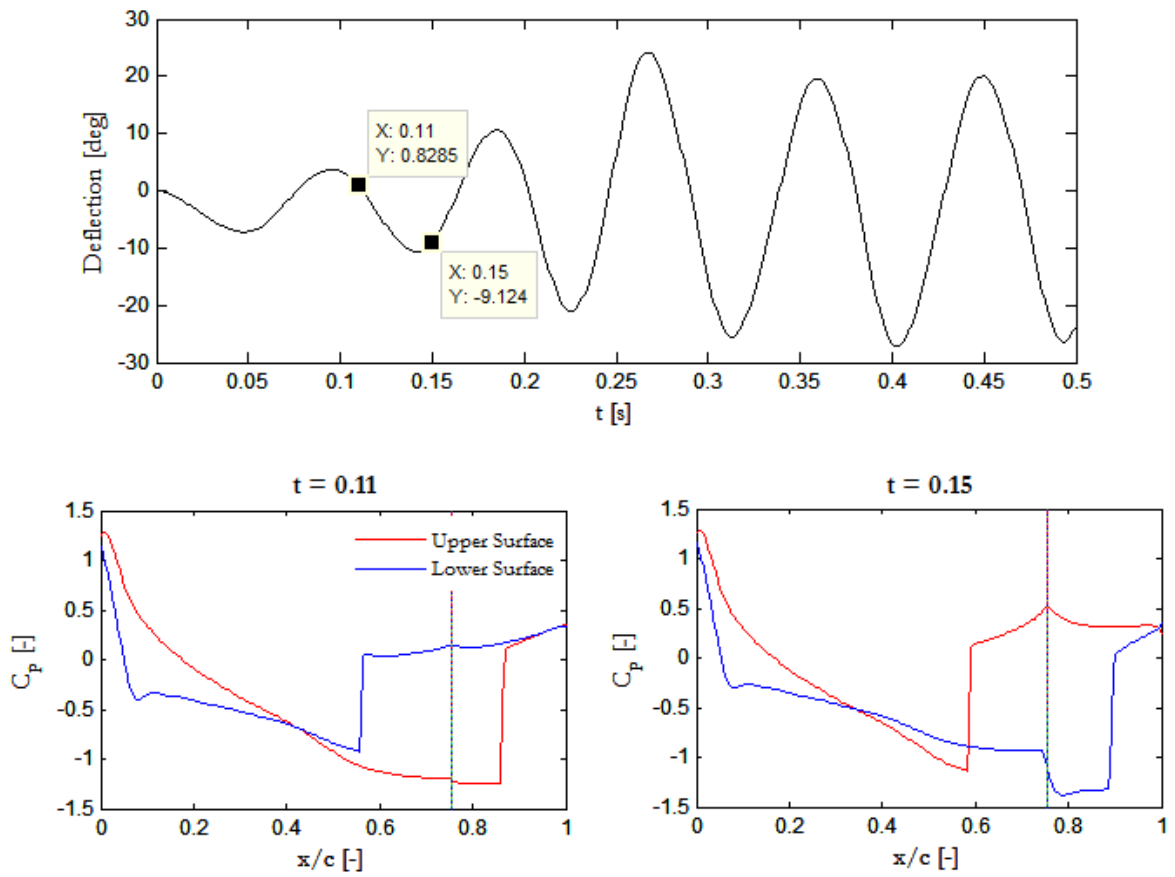 30
20
10
0
-10
-20
-30
Deflection [deg]
X: 0.11
Y: 0.8285
X: 0.15
Y: -9.124
0 0.05 0.1 0.15 0.2 0.25 0.3 0.35 0.4 0.45 0.5
t [s]
t = 0.11
1.5
1
0.5
0
-0.5
-1
-1.5
C_p [-]
Upper Surface
Lower Surface
0 0.2 0.4 0.6 0.8 1
x/c [-]
t = 0.15
1.5
1
0.5
0
-0.5
-1
-1.5
C_p [-]
0 0.2 0.4 0.6 0.8 1
x/c [-]